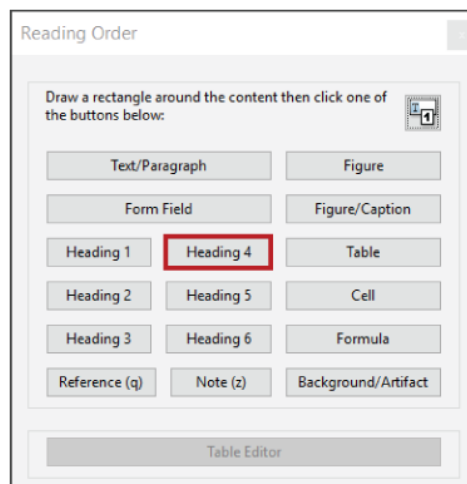 Reading Order
Draw a rectangle around the content then click one of
the buttons below:
Text/Paragraph Figure
Form Field Figure/Caption
Heading 1 Heading 4 Table
Heading 2 Heading 5 Cell
Heading 3 Heading 6 Formula
Reference (q) Note (z) Background/Artifact
Table Editor